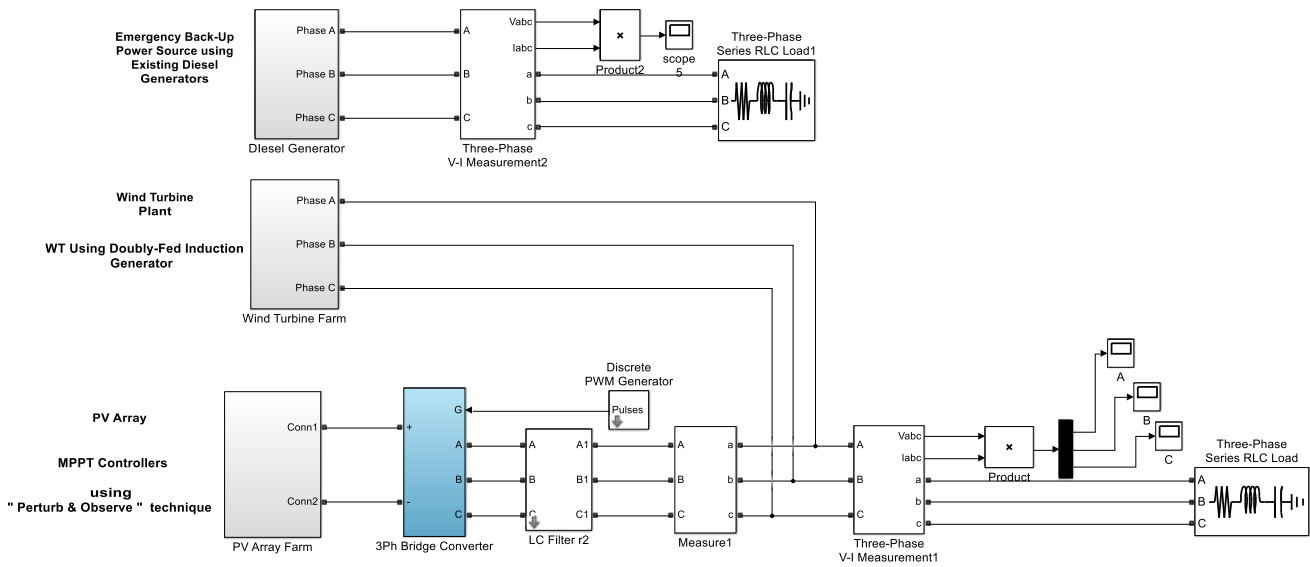 Emergency Back-Up
Power Source using
Existing Diesel
Generators
Phase A
Phase B
Phase C
DIesel Generator
A
B
C
Vabc
Iabc
a
b
c
Three-Phase
V-I Measurement2
×
Product2
scope
5
Three-Phase
Series RLC Load1
A
B
C
Wind Turbine
Plant
WT Using Doubly-Fed Induction
Generator
Phase A
Phase B
Phase C
Wind Turbine Farm
PV Array
MPPT Controllers
using
" Perturb & Observe " technique
Conn1
Conn2
PV Array Farm
+
-
G
A
B
C
3Ph Bridge Converter
Discrete
PWM Generator
Pulses
A
B
C
A1
B1
C1
LC Filter r2
A
B
C
a
b
c
Measure1
A
B
C
Vabc
Iabc
a
b
c
Three-Phase
V-I Measurement1
×
Product
A
B
C
Three-Phase
Series RLC Load
A
B
C